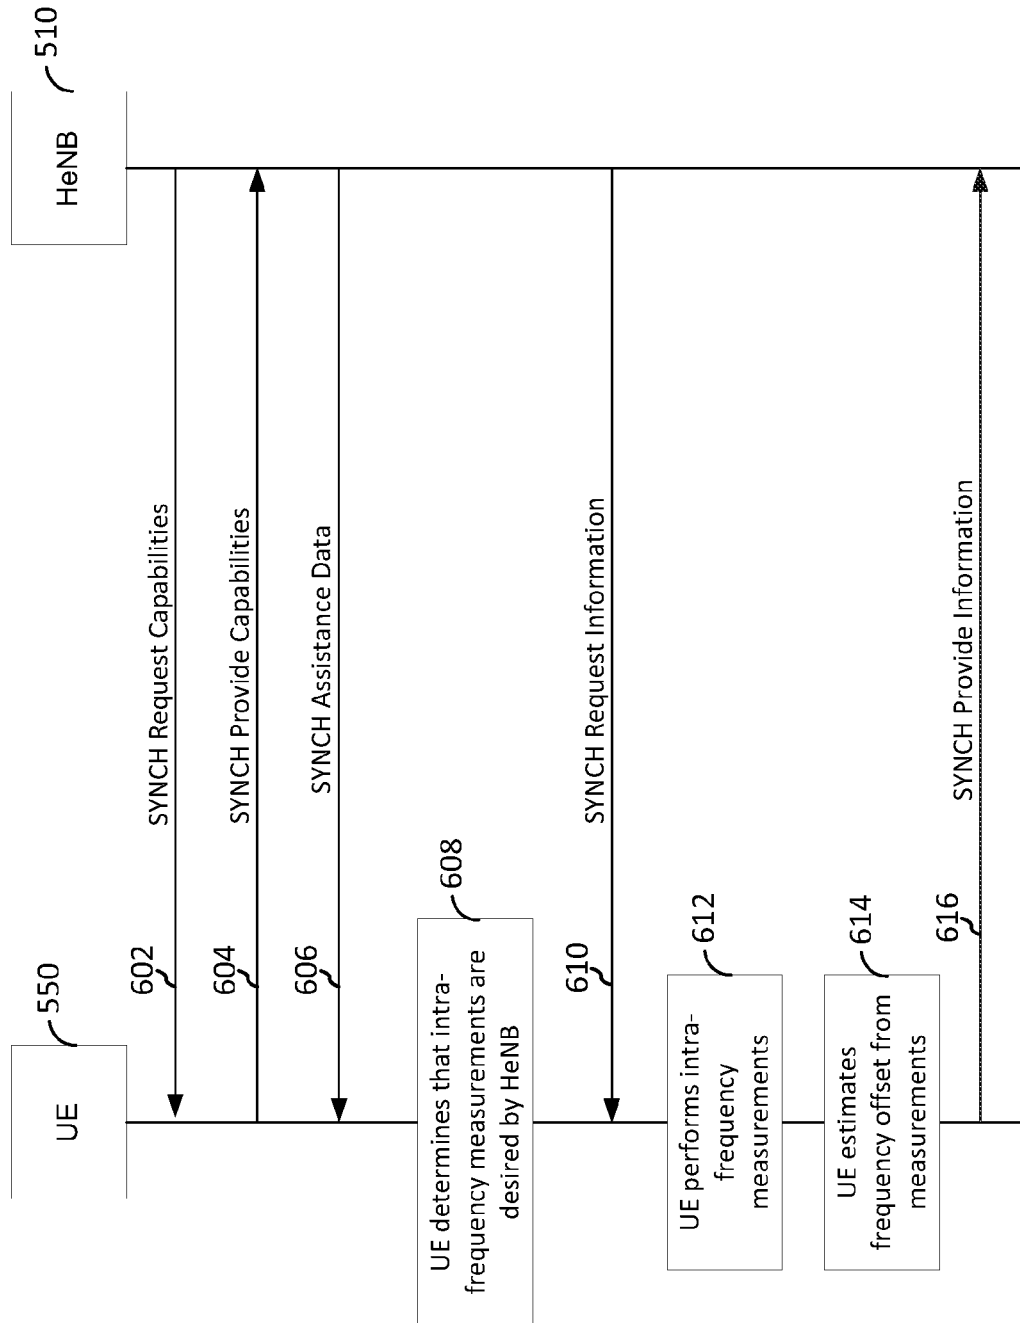 UE
550
HeNB
510
602
SYNCH Request Capabilities
604
SYNCH Provide Capabilities
606
SYNCH Assistance Data
UE determines that intra-
frequency measurements are
desired by HeNB
608
610
SYNCH Request Information
UE performs intra-
frequency
measurements
612
UE estimates
frequency offset from
measurements
614
616
SYNCH Provide Information